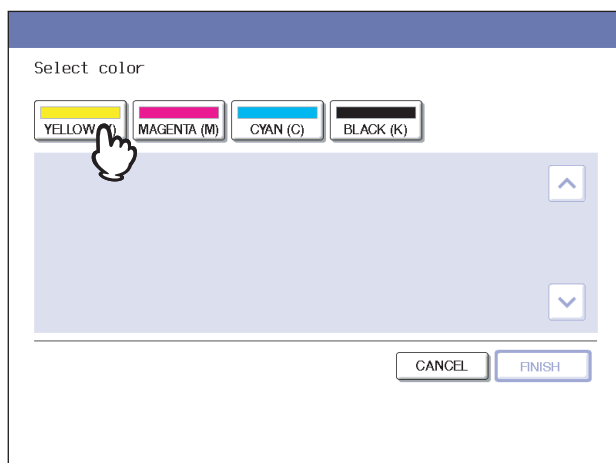 Select color
YELLOW (Y) MAGENTA (M) CYAN (C) BLACK (K)
CANCEL FINISH